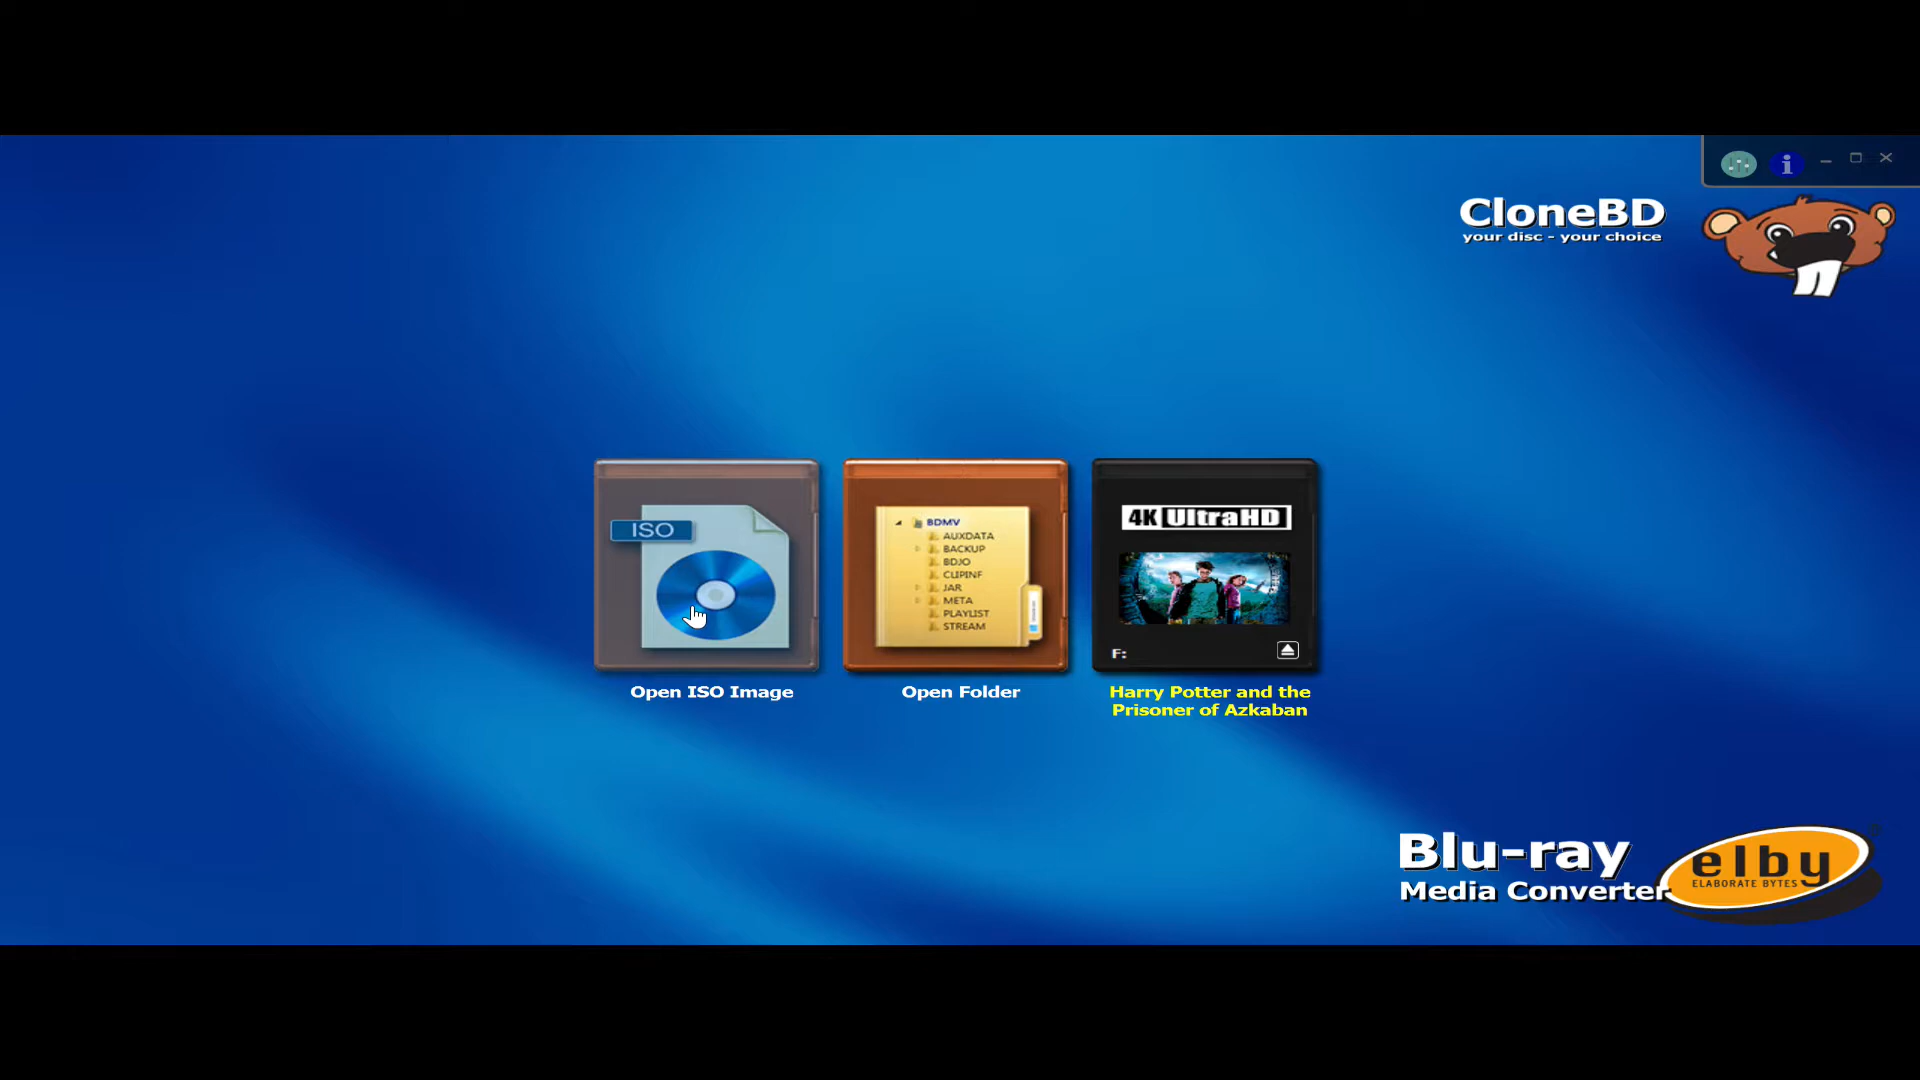 CloneBD
your disc - your choice
ISO
BDMV
AUXDATA
BACKUP
BDJO
CLIPINF
JAR
META
PLAYLIST
STREAM
4K UltraHD
F:
Open ISO Image
Open Folder
Harry Potter and the
Prisoner of Azkaban
Blu-ray
Media Converter
elby
ELABORATE BYTES